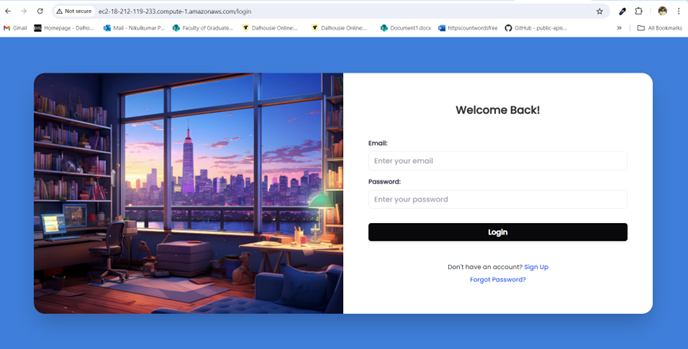 Not secure ec2-18-212-119-233.compute-1.amazonaws.com/login
Gmail Homepage - Dalho... Mail - Nikulkumar P... Faculty of Graduate... Dalhousie Online... Dalhousie Online... Document1.docx httpscountwordsfree GitHub - public-apis... » All Bookmarks
Welcome Back!
Email:
Enter your email
Password:
Enter your password
Login
Don't have an account? Sign Up
Forgot Password?